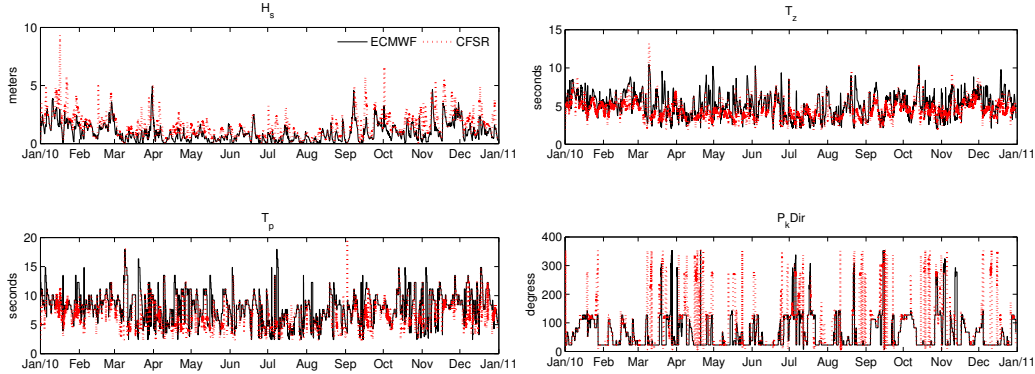 H_s
10
5
0
meters
ECMWF CFSR
Jan/10 Feb Mar Apr May Jun Jul Aug Sep Oct Nov Dec Jan/11
T_z
15
10
5
0
seconds
Jan/10 Feb Mar Apr May Jun Jul Aug Sep Oct Nov Dec Jan/11
T_p
20
15
10
5
0
seconds
Jan/10 Feb Mar Apr May Jun Jul Aug Sep Oct Nov Dec Jan/11
P_kDir
400
300
200
100
0
degress
Jan/10 Feb Mar Apr May Jun Jul Aug Sep Oct Nov Dec Jan/11